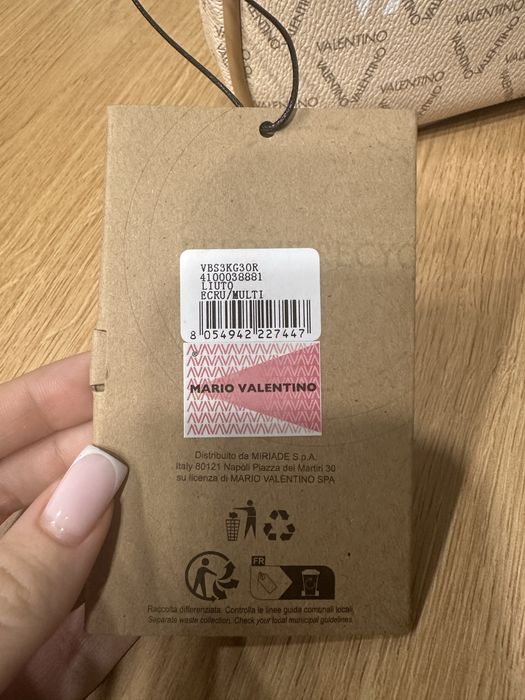 VALENTINO
VALENTINO
VALENTINO
VALENTINO
VBS3KG30R
4100038881
LIUTO
ECRU/MULTI
8 054942 227447
MARIO VALENTINO
Distribuito da MIRIADE S.p.A.
Italy 80121 Napoli Piazza dei Martiri 30
su licenza di MARIO VALENTINO SPA
FR
Raccolta differenziata. Controlla le linee guida comunali locali.
Separate waste collection. Check your local municipal guidelines.